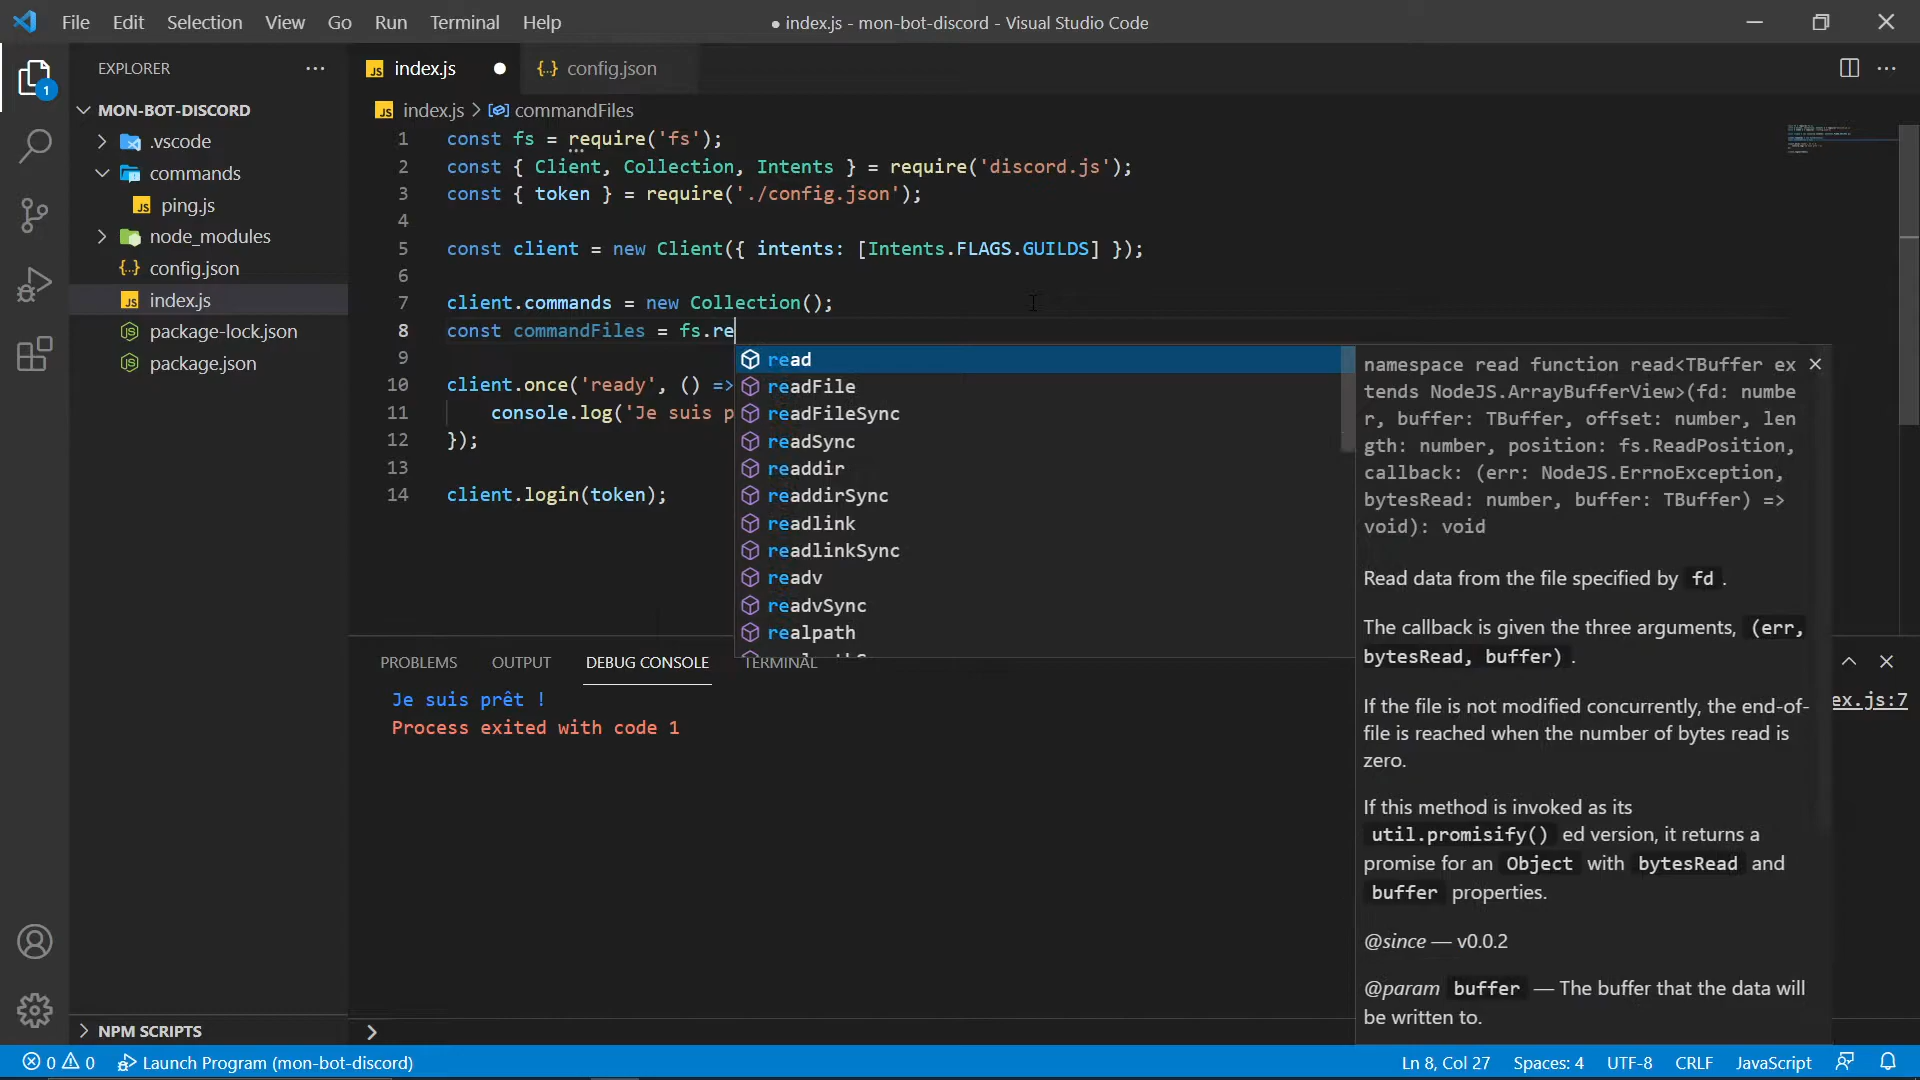 File Edit Selection View Go Run Terminal Help
● index.js - mon-bot-discord - Visual Studio Code
EXPLORER
index.js
config.json
1
MON-BOT-DISCORD
.vscode
commands
ping.js
node_modules
config.json
index.js
package-lock.json
package.json
NPM SCRIPTS
index.js > commandFiles
1 const fs = require('fs');
2 const { Client, Collection, Intents } = require('discord.js');
3 const { token } = require('./config.json');
4
5 const client = new Client({ intents: [Intents.FLAGS.GUILDS] });
6
7 client.commands = new Collection();
8 const commandFiles = fs.re
9
10 client.once('ready', () =>
11 console.log('Je suis p
12 });
13
14 client.login(token);
read
readFile
readFileSync
readSync
readdir
readdirSync
readlink
readlinkSync
readv
readvSync
realpath
namespace read function read<TBuffer ex
tends NodeJS.ArrayBufferView>(fd: numbe
r, buffer: TBuffer, offset: number, len
gth: number, position: fs.ReadPosition,
callback: (err: NodeJS.ErrnoException,
bytesRead: number, buffer: TBuffer) =>
void): void
Read data from the file specified by fd .
The callback is given the three arguments, (err,
bytesRead, buffer) .
If the file is not modified concurrently, the end-of-
file is reached when the number of bytes read is
zero.
If this method is invoked as its
util.promisify() ed version, it returns a
promise for an Object with bytesRead and
buffer properties.
@since — v0.0.2
@param buffer — The buffer that the data will
be written to.
PROBLEMS OUTPUT DEBUG CONSOLE TERMINAL
Je suis prêt !
ex.js:7
Process exited with code 1
0 0 Launch Program (mon-bot-discord)
Ln 8, Col 27 Spaces: 4 UTF-8 CRLF JavaScript